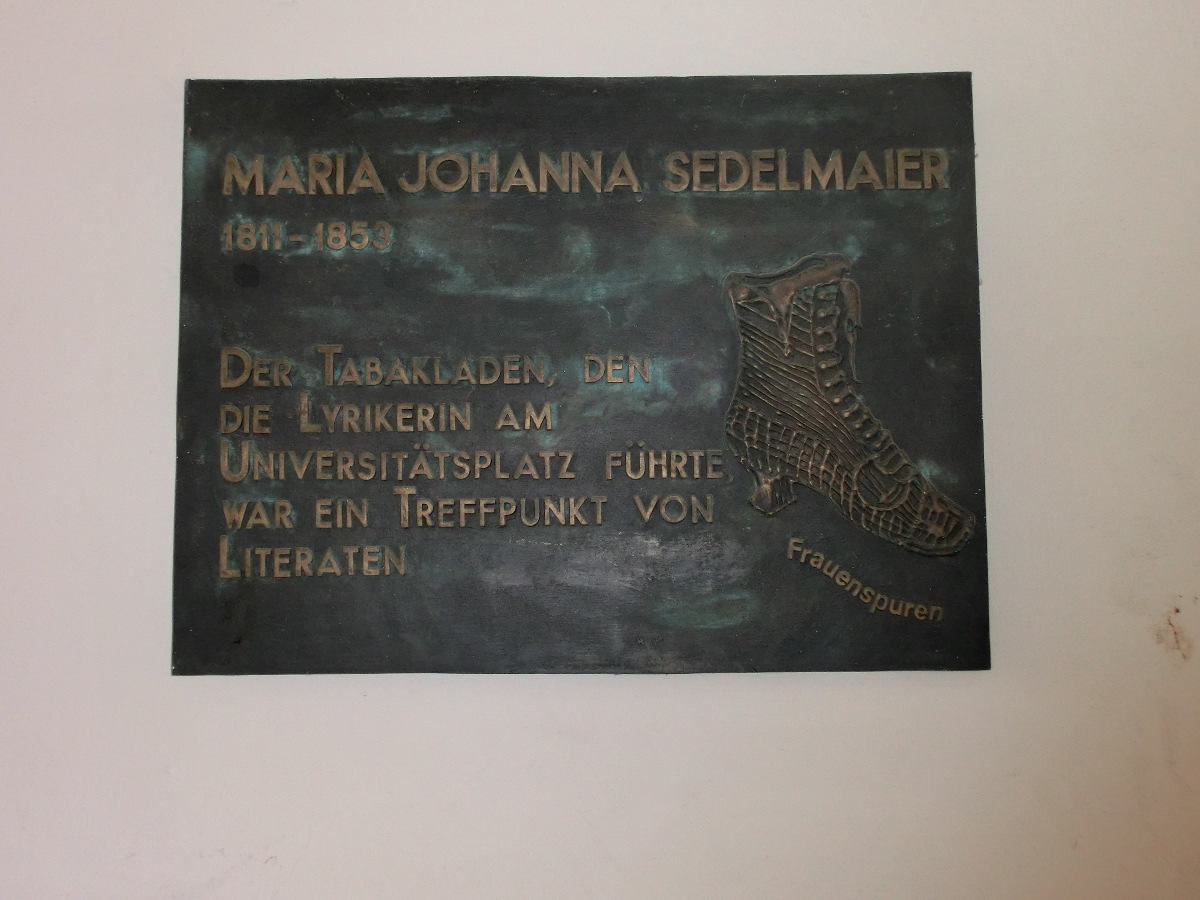 MARIA JOHANNA SEDELMAIER
1811-1853
DER TABAKLADEN, DEN
DIE LYRIKERIN AM
UNIVERSITÄTSPLATZ FÜHRTE,
WAR EIN TREFFPUNKT VON
LITERATEN
Frauenspuren